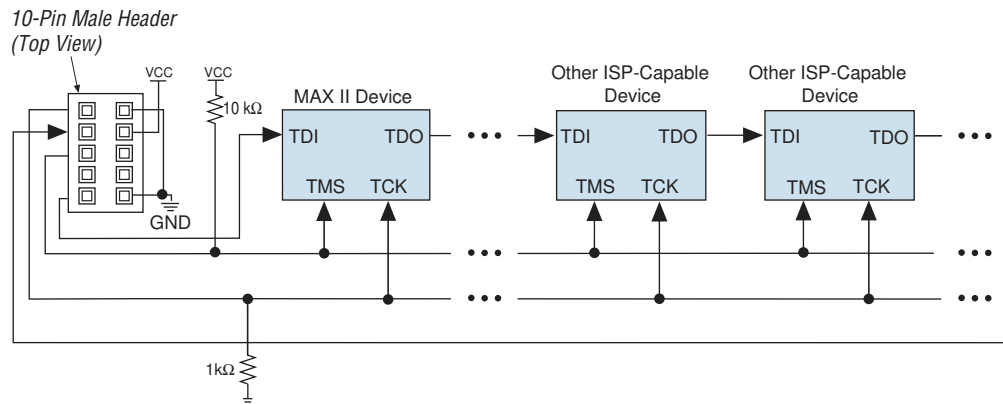 10-Pin Male Header
(Top View)
VCC
VCC
10 kΩ
MAX II Device
TDI
TDO
TMS
TCK
Other ISP-Capable
Device
TDI
TDO
TMS
TCK
Other ISP-Capable
Device
TDI
TDO
TMS
TCK
GND
1kΩ